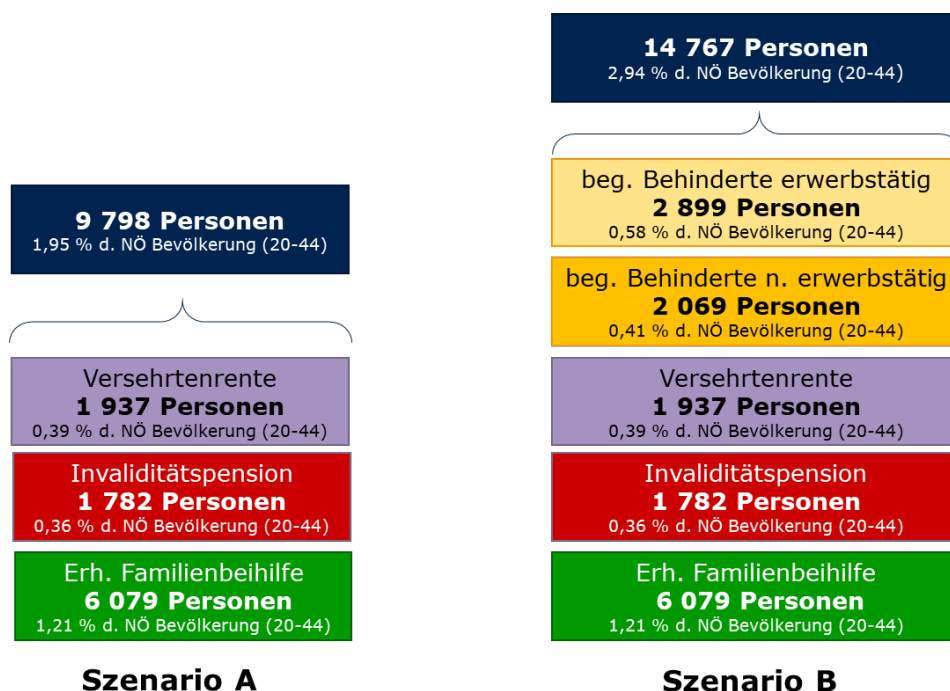 9 798 Personen
1,95 % d. NÖ Bevölkerung (20-44)
Versehrtenrente
1 937 Personen
0,39 % d. NÖ Bevölkerung (20-44)
Invaliditätspension
1 782 Personen
0,36 % d. NÖ Bevölkerung (20-44)
Erh. Familienbeihilfe
6 079 Personen
1,21 % d. NÖ Bevölkerung (20-44)
Szenario A
14 767 Personen
2,94 % d. NÖ Bevölkerung (20-44)
beg. Behinderte erwerbstätig
2 899 Personen
0,58 % d. NÖ Bevölkerung (20-44)
beg. Behinderte n. erwerbstätig
2 069 Personen
0,41 % d. NÖ Bevölkerung (20-44)
Versehrtenrente
1 937 Personen
0,39 % d. NÖ Bevölkerung (20-44)
Invaliditätspension
1 782 Personen
0,36 % d. NÖ Bevölkerung (20-44)
Erh. Familienbeihilfe
6 079 Personen
1,21 % d. NÖ Bevölkerung (20-44)
Szenario B